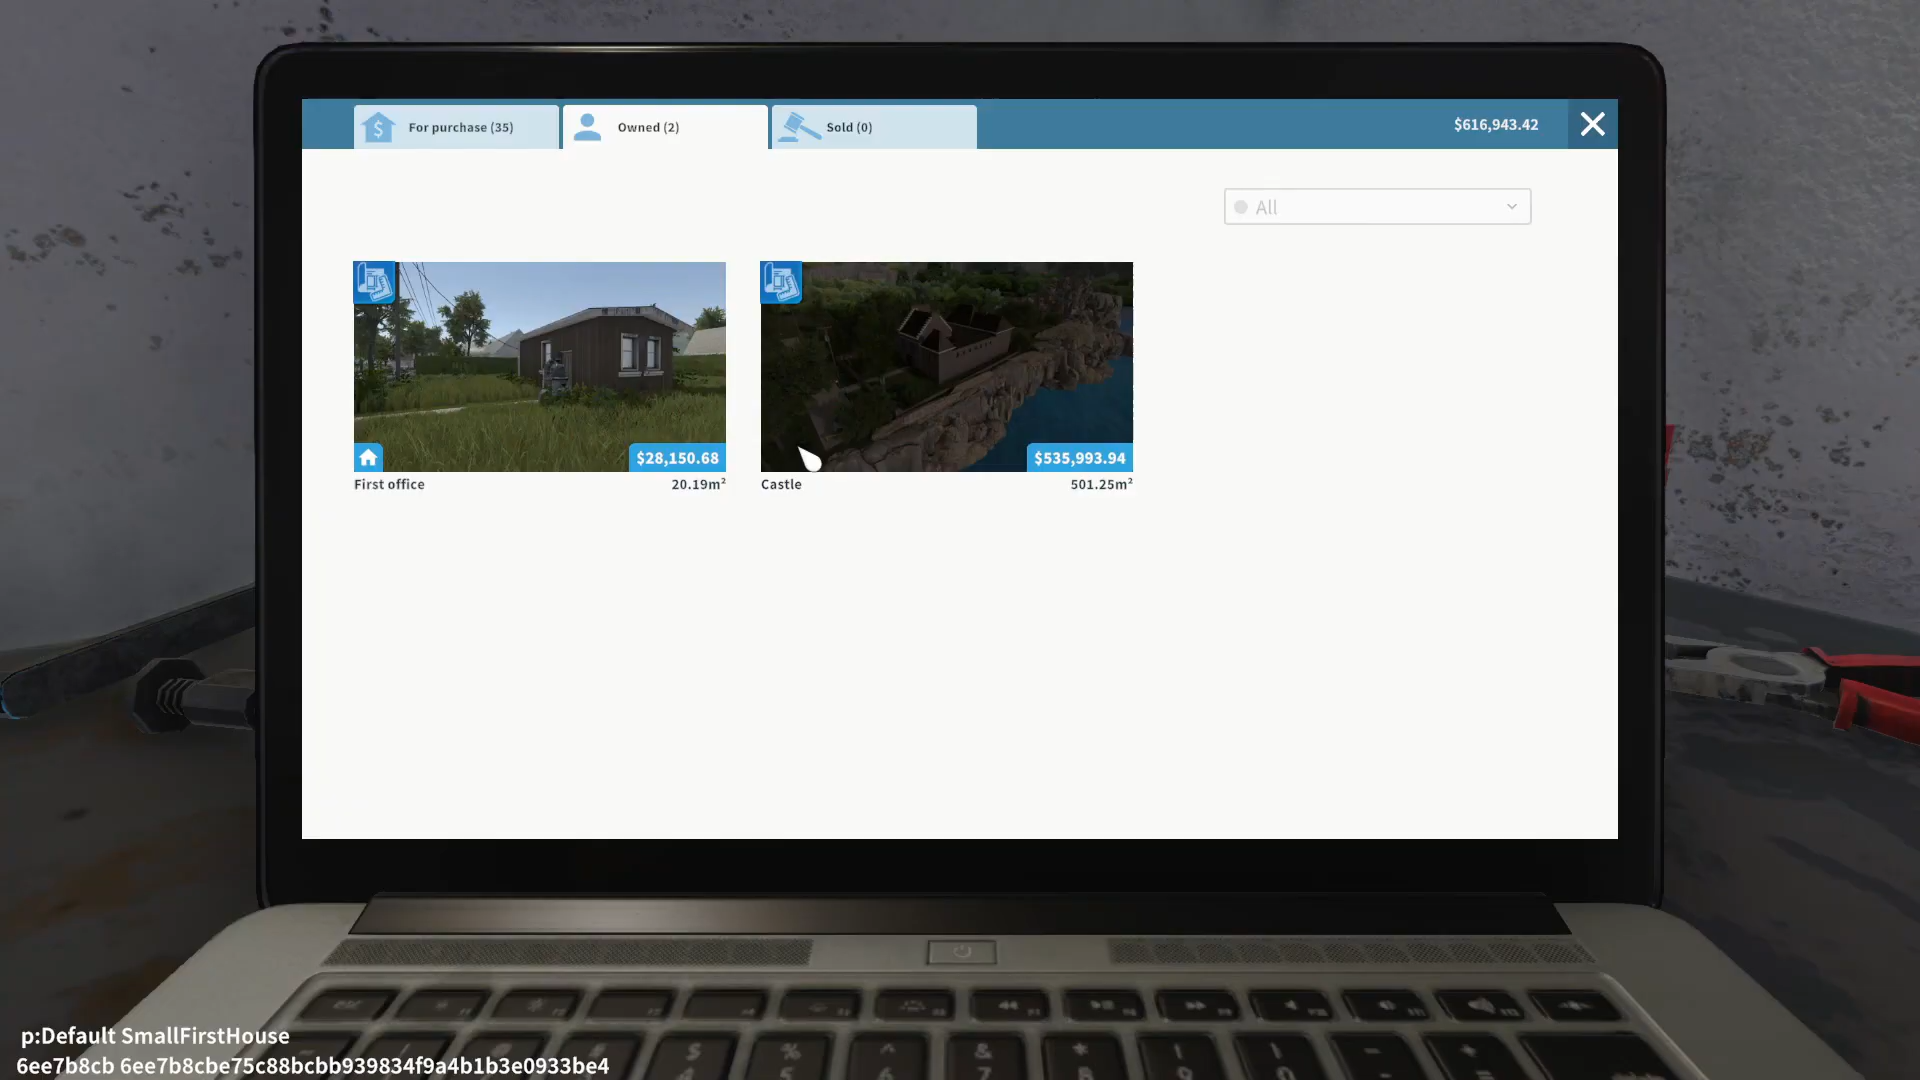 For purchase (35)
Owned (2)
Sold (0)
$616,943.42
All
$28,150.68
$535,993.94
First office
20.19m²
Castle
501.25m²
p:Default SmallFirstHouse
6ee7b8cb 6ee7b8cbe75c88bcbb939834f9a4b1b3e0933be4